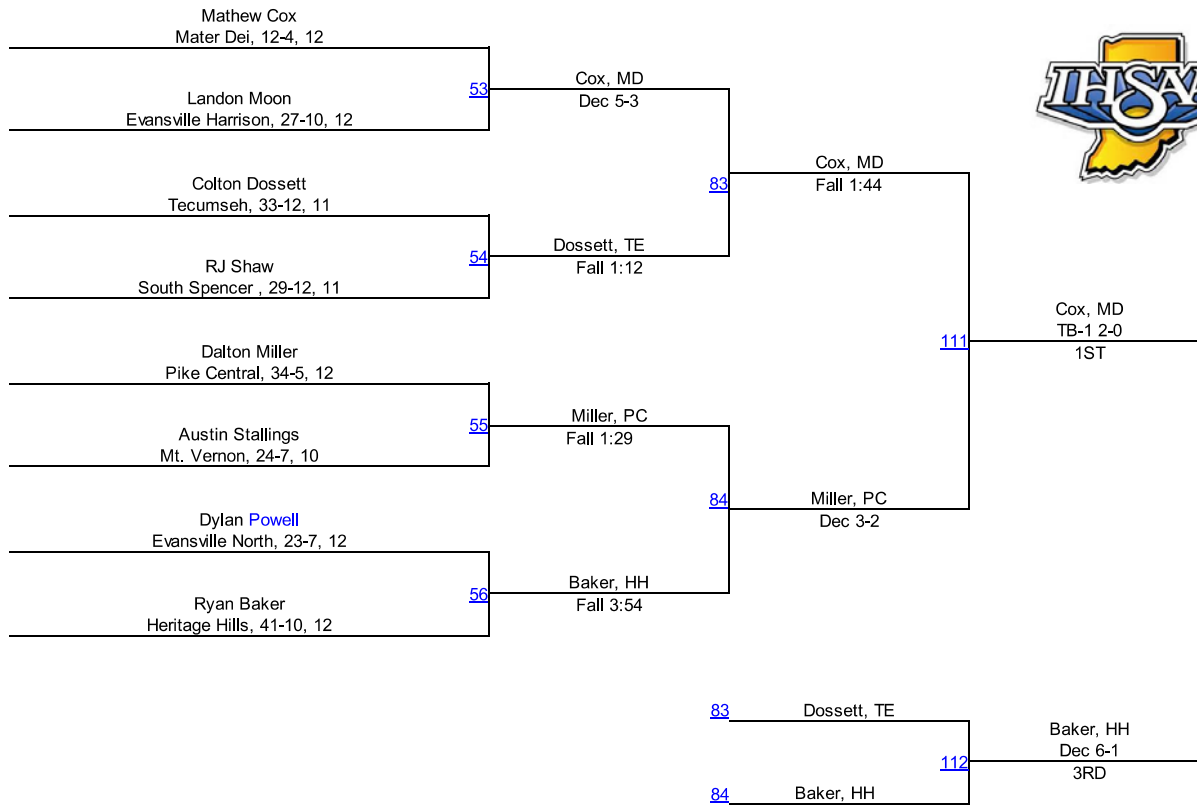 Mathew Cox
Mater Dei, 12-4, 12
53
Landon Moon
Evansville Harrison, 27-10, 12
Cox, MD
Dec 5-3
Colton Dossett
Tecumseh, 33-12, 11
54
RJ Shaw
South Spencer , 29-12, 11
Dossett, TE
Fall 1:12
83
Cox, MD
Fall 1:44
Dalton Miller
Pike Central, 34-5, 12
55
Austin Stallings
Mt. Vernon, 24-7, 10
Miller, PC
Fall 1:29
Dylan Powell
Evansville North, 23-7, 12
56
Ryan Baker
Heritage Hills, 41-10, 12
Baker, HH
Fall 3:54
84
Miller, PC
Dec 3-2
111
Cox, MD
TB-1 2-0
1ST
83
Dossett, TE
112
84
Baker, HH
Baker, HH
Dec 6-1
3RD
IHSAA